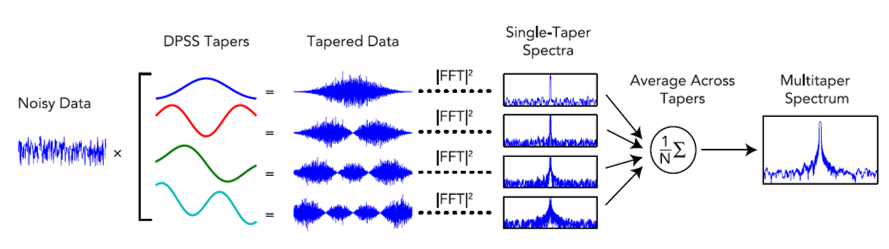 DPSS Tapers
Tapered Data
Single-Taper
Spectra
Noisy Data
×
=
=
=
=
|FFT|²
|FFT|²
|FFT|²
|FFT|²
Average Across
Tapers
1/N Σ
Multitaper
Spectrum